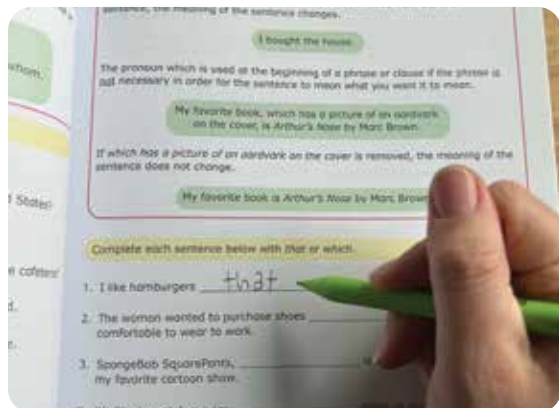 sentence, the meaning of the sentence changes.
I bought the house.
whom.
The pronoun which is used at the beginning of a phrase or clause if the phrase is
not necessary in order for the sentence to mean what you want it to mean.
My favorite book, which has a picture of an aardvark
on the cover, is Arthur's Nose by Marc Brown.
If which has a picture of an aardvark on the cover is removed, the meaning of the
sentence does not change.
My favorite book is Arthur's Nose by Marc Brown
d States?
Complete each sentence below with that or which.
1. I like hamburgers that
2. The woman wanted to purchase shoes
comfortable to wear to work.
3. SpongeBob SquarePants,
my favorite cartoon show.